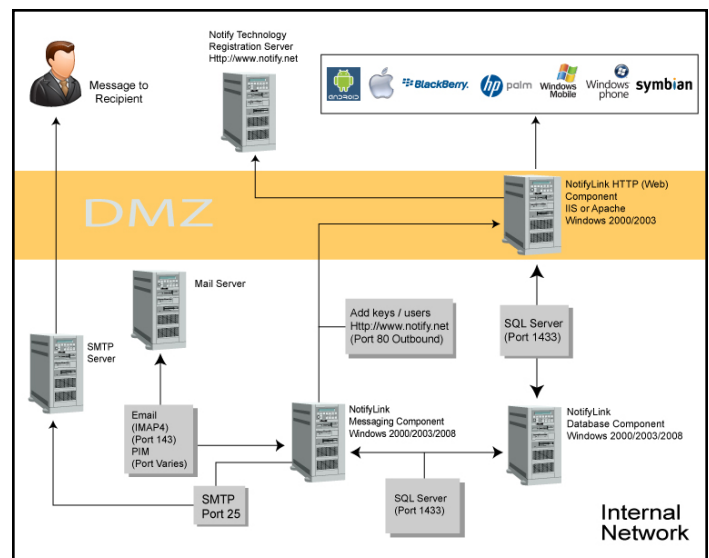 Notify Technology
Registration Server
Http://www.notify.net
Message to
Recipient
ANDROID
BlackBerry.
hp
palm
Windows
Mobile
Windows
phone
symbian
DMZ
NotifyLink HTTP (Web)
Component
IIS or Apache
Windows 2000/2003
Mail Server
SMTP
Server
Add keys / users
Http://www.notify.net
(Port 80 Outbound)
SQL Server
(Port 1433)
Email
(IMAP4)
(Port 143)
PIM
(Port Varies)
NotifyLink
Messaging Component
Windows 2000/2003/2008
NotifyLink
Database Component
Windows 2000/2003/2008
SMTP
Port 25
SQL Server
(Port 1433)
Internal
Network